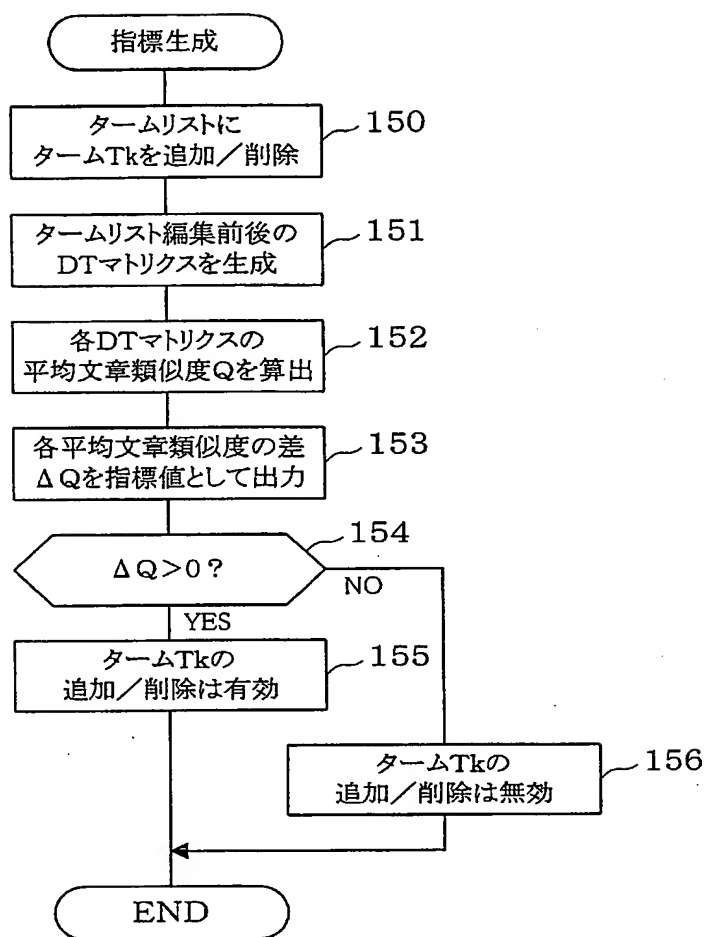 指標生成
タームリストに
タームTkを追加／削除
150
タームリスト編集前後の
DTマトリクスを生成
151
各DTマトリクスの
平均文章類似度Qを算出
152
各平均文章類似度の差
ΔQを指標値として出力
153
154
ΔQ>0？
NO
YES
タームTkの
追加／削除は有効
155
タームTkの
追加／削除は無効
156
END